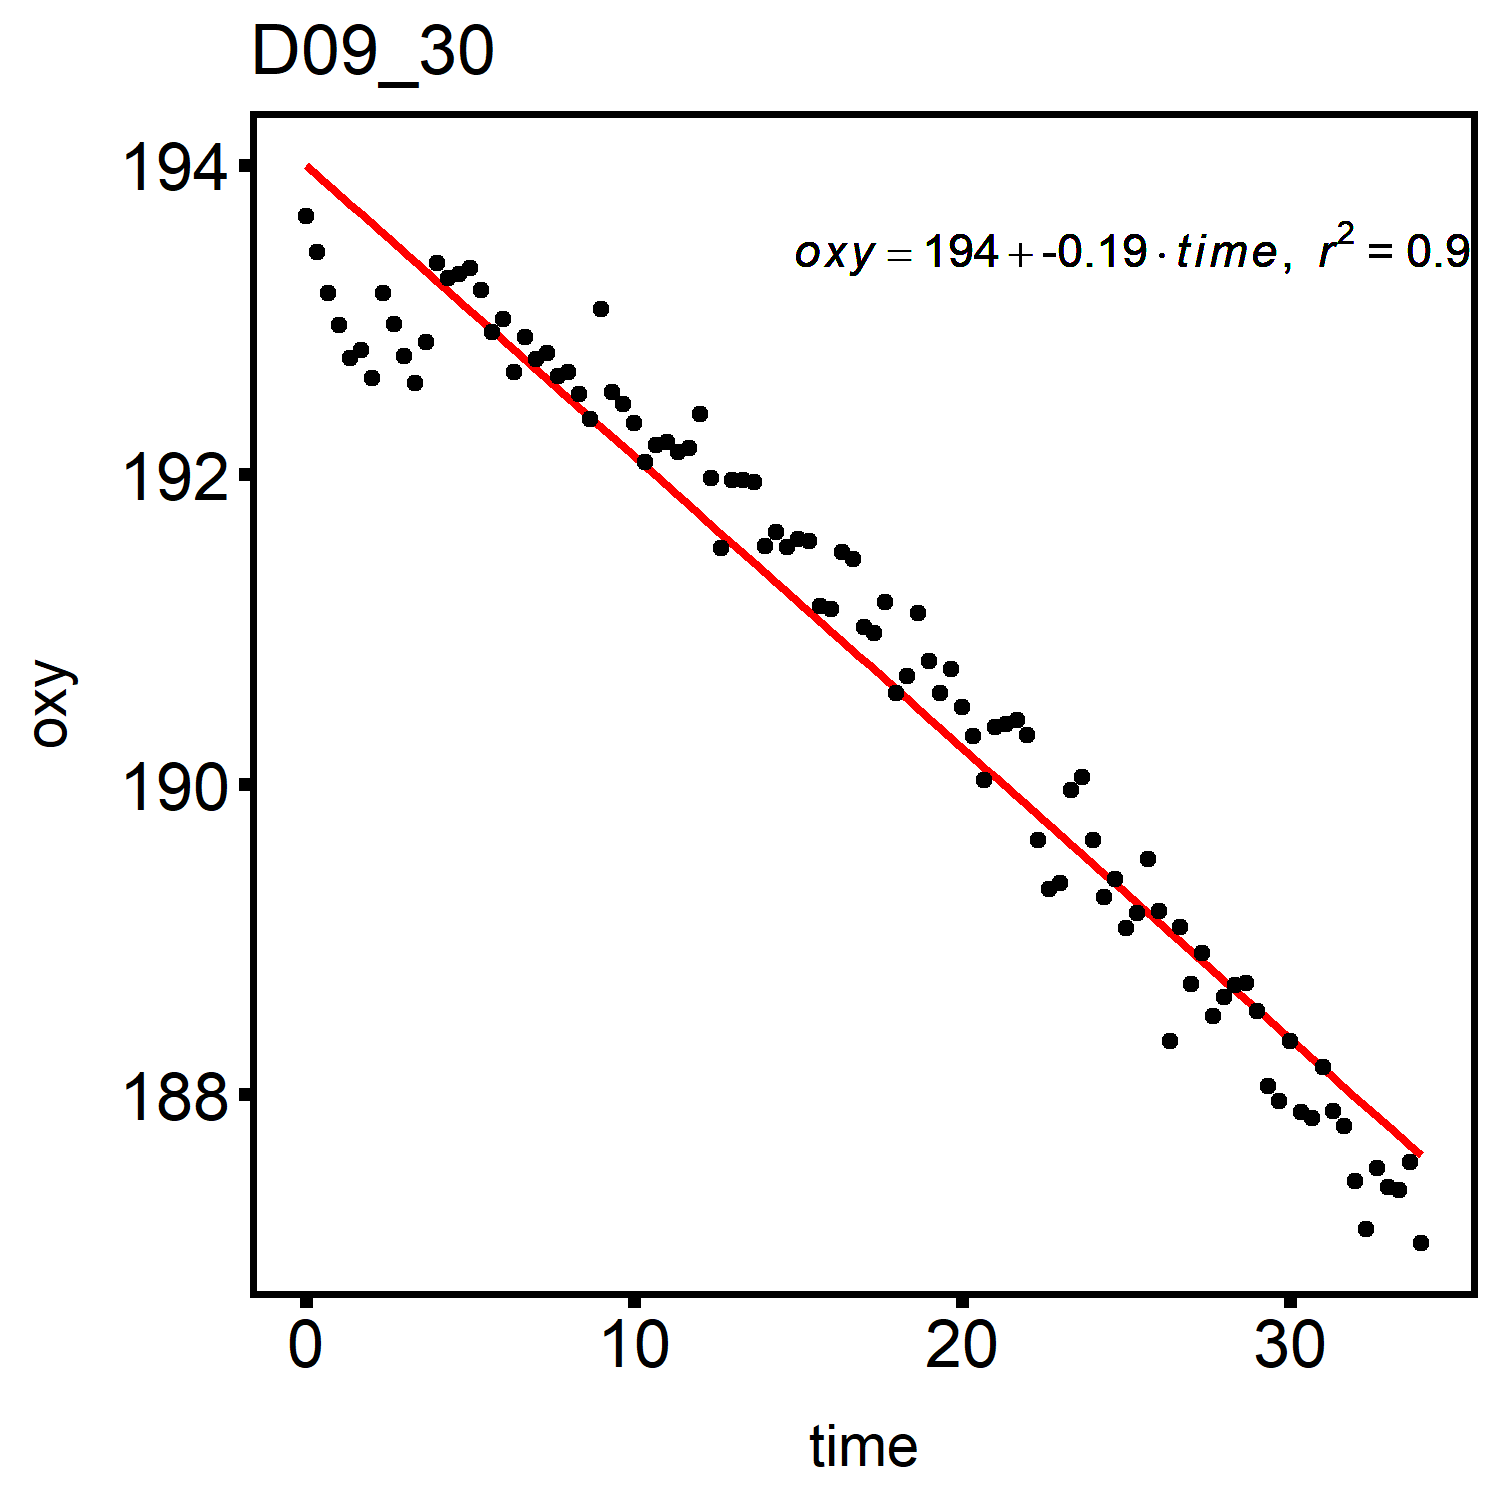 D09_30
oxy = 194 + -0.19 · time, r² = 0.9
194
192
190
188
oxy
0 10 20 30
time